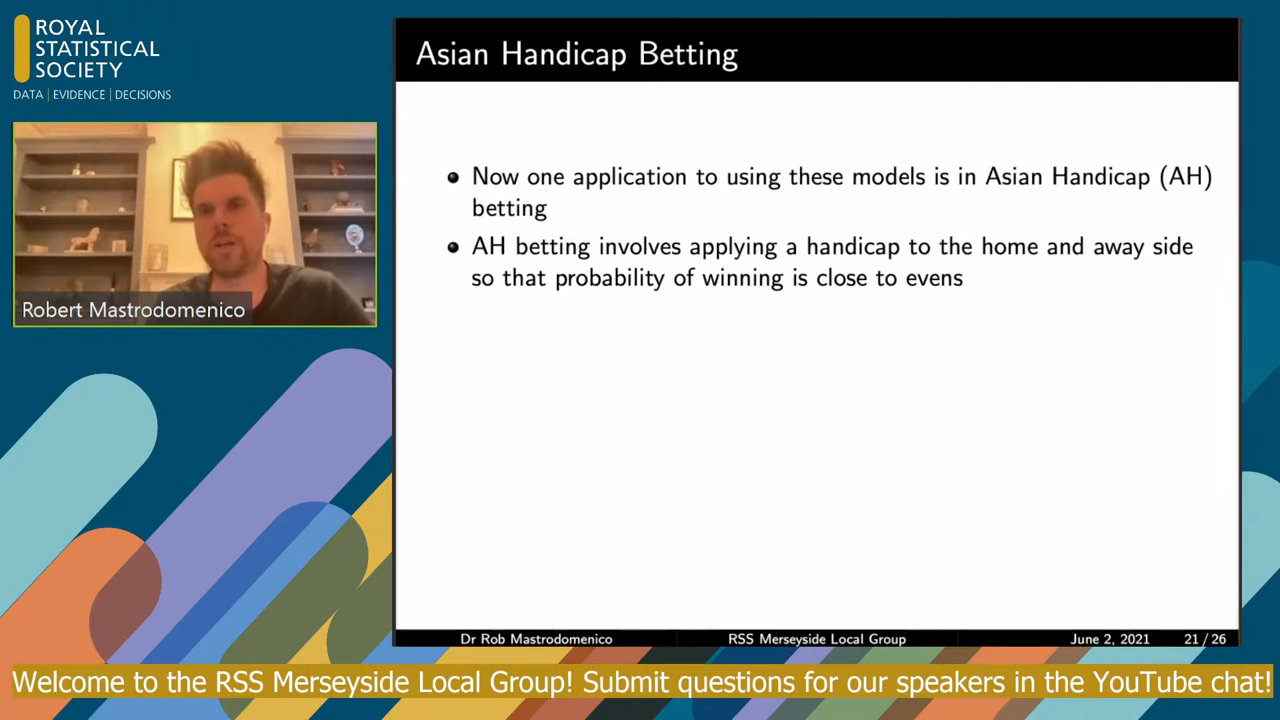 ROYAL
STATISTICAL
SOCIETY
DATA | EVIDENCE | DECISIONS
Robert Mastrodomenico
Asian Handicap Betting
Now one application to using these models is in Asian Handicap (AH)
betting
AH betting involves applying a handicap to the home and away side
so that probability of winning is close to evens
Dr Rob Mastrodomenico RSS Merseyside Local Group June 2, 2021 21 / 26
Welcome to the RSS Merseyside Local Group! Submit questions for our speakers in the YouTube chat!